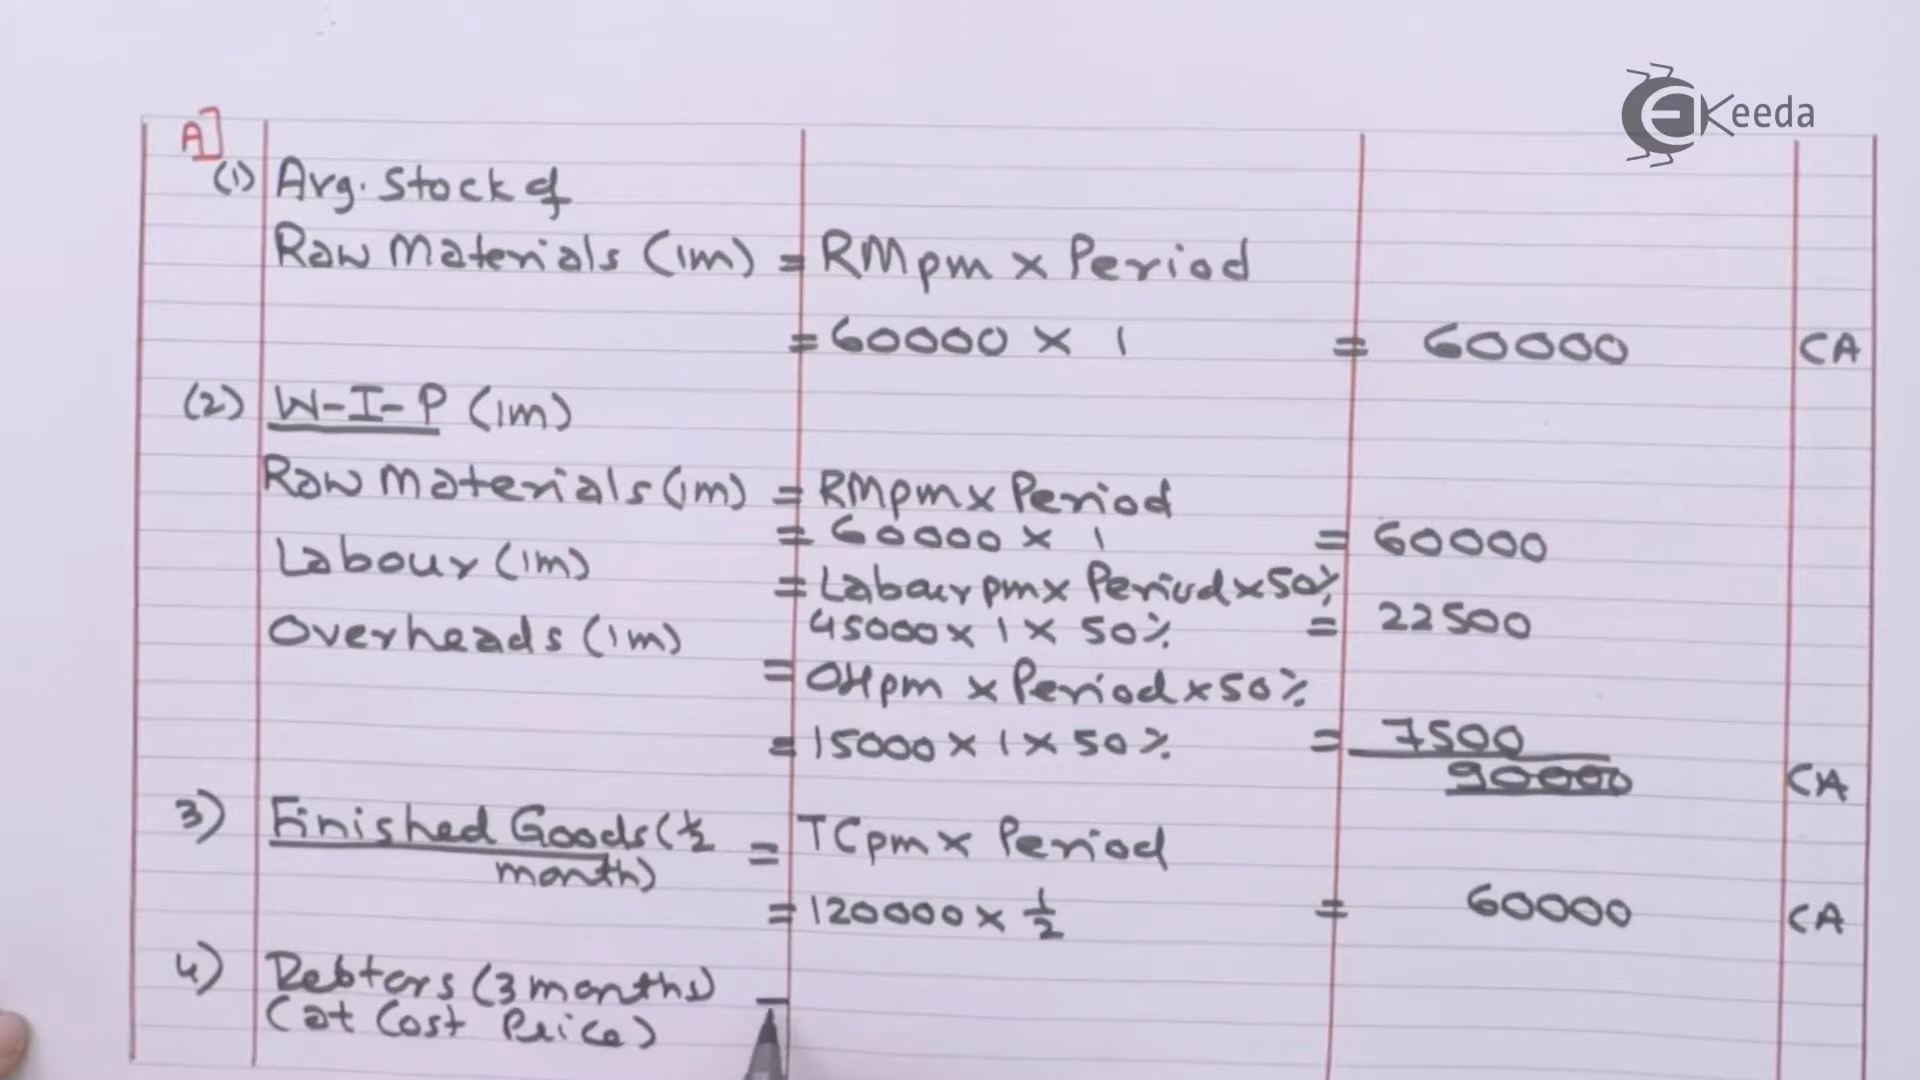 EKeeda
A]
(1) Avg. Stock of
Raw Materials (1m) = RMpm x Period
= 60000 x 1 = 60000 CA
(2) W-I-P (1m)
Raw Materials (1m) = RMpm x Period
= 60000 x 1 = 60000
Labour (1m)
= Labour pm x Period x 50%
45000 x 1 x 50% = 22500
Overheads (1m)
= OHpm x Period x 50%
= 15000 x 1 x 50% = 7500
90000 CA
3) Finished Goods (1/2 month) = TCpm x Period
= 120000 x 1/2 = 60000 CA
4) Debtors (3 months)
(at Cost Price)